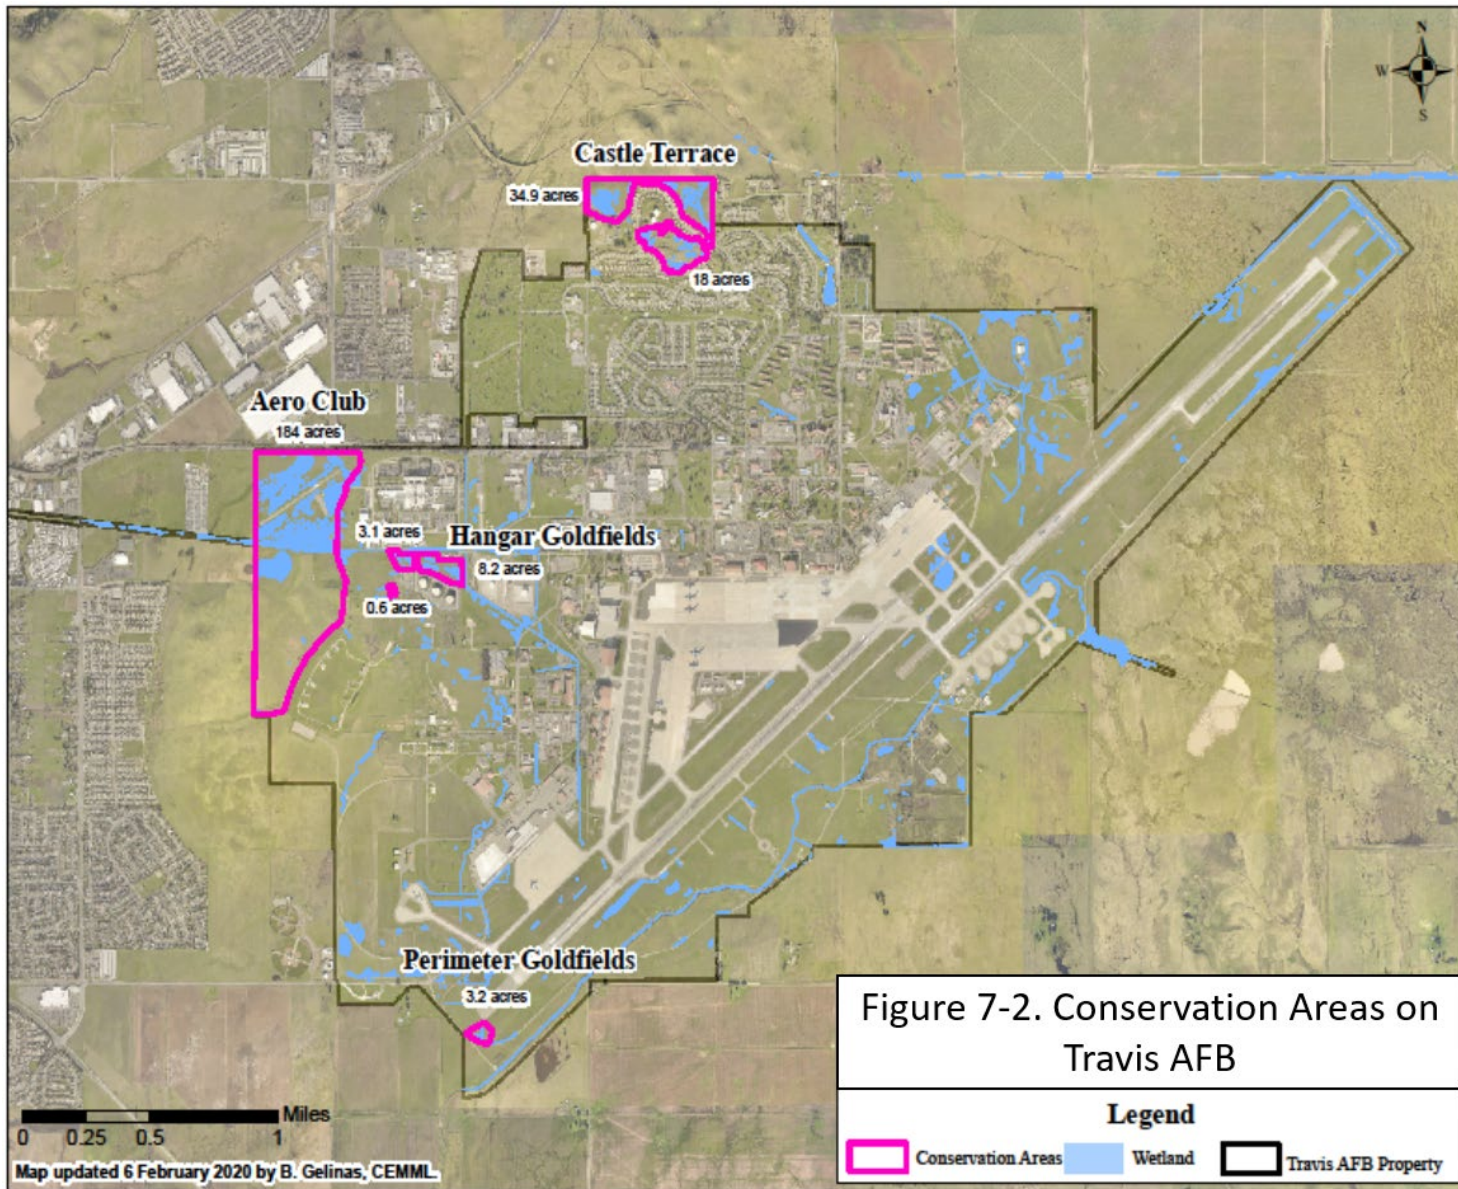 N
W
S
Castle Terrace
34.9 acres
18 acres
Aero Club
184 acres
3.1 acres
Hangar Goldfields
8.2 acres
0.6 acres
Perimeter Goldfields
3.2 acres
Figure 7-2. Conservation Areas on
Travis AFB
Legend
Conservation Areas
Wetland
Travis AFB Property
Miles
0 0.25 0.5 1
Map updated 6 February 2020 by B. Gelinas, CEMML.